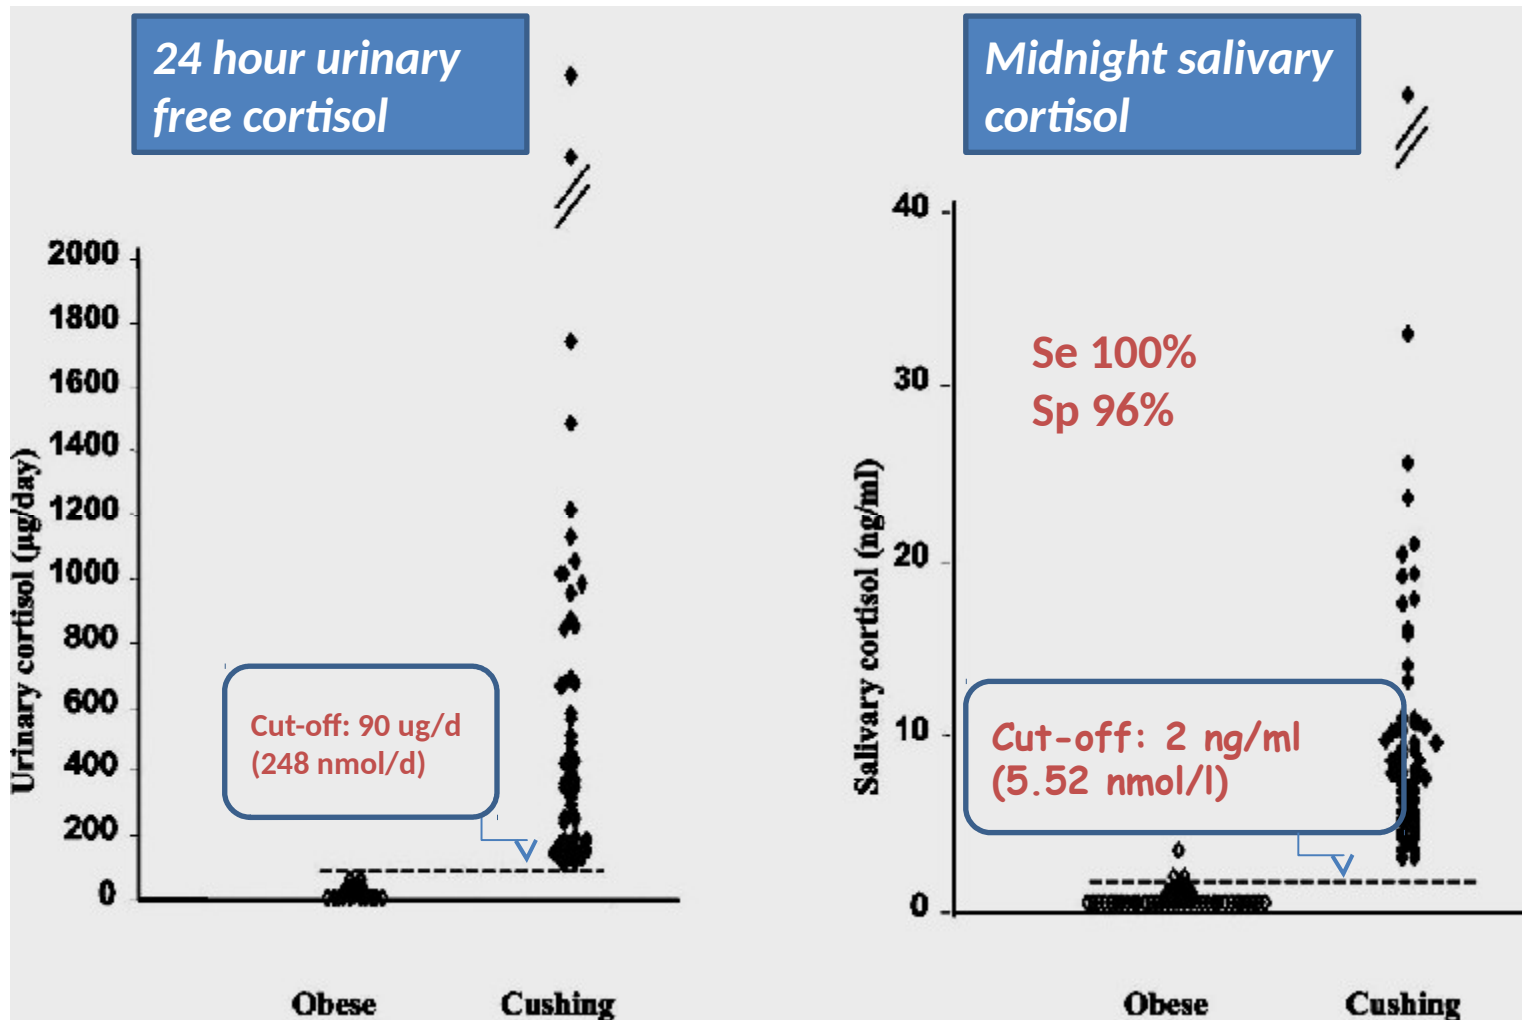 24 hour urinary
free cortisol
2000
1800
1600
1400
1200
1000
800
600
400
200
0
Urinary cortisol (µg/day)
Cut-off: 90 ug/d
(248 nmol/d)
Obese
Cushing
Midnight salivary
cortisol
40
30
20
10
0
Salivary cortisol (ng/ml)
Se 100%
Sp 96%
Cut-off: 2 ng/ml
(5.52 nmol/l)
Obese
Cushing